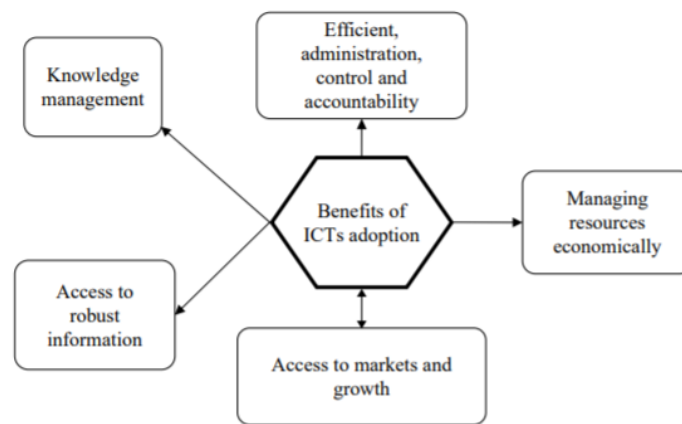 Efficient,
administration,
control and
accountability
Knowledge
management
Benefits of
ICTs adoption
Managing
resources
economically
Access to
robust
information
Access to markets and
growth